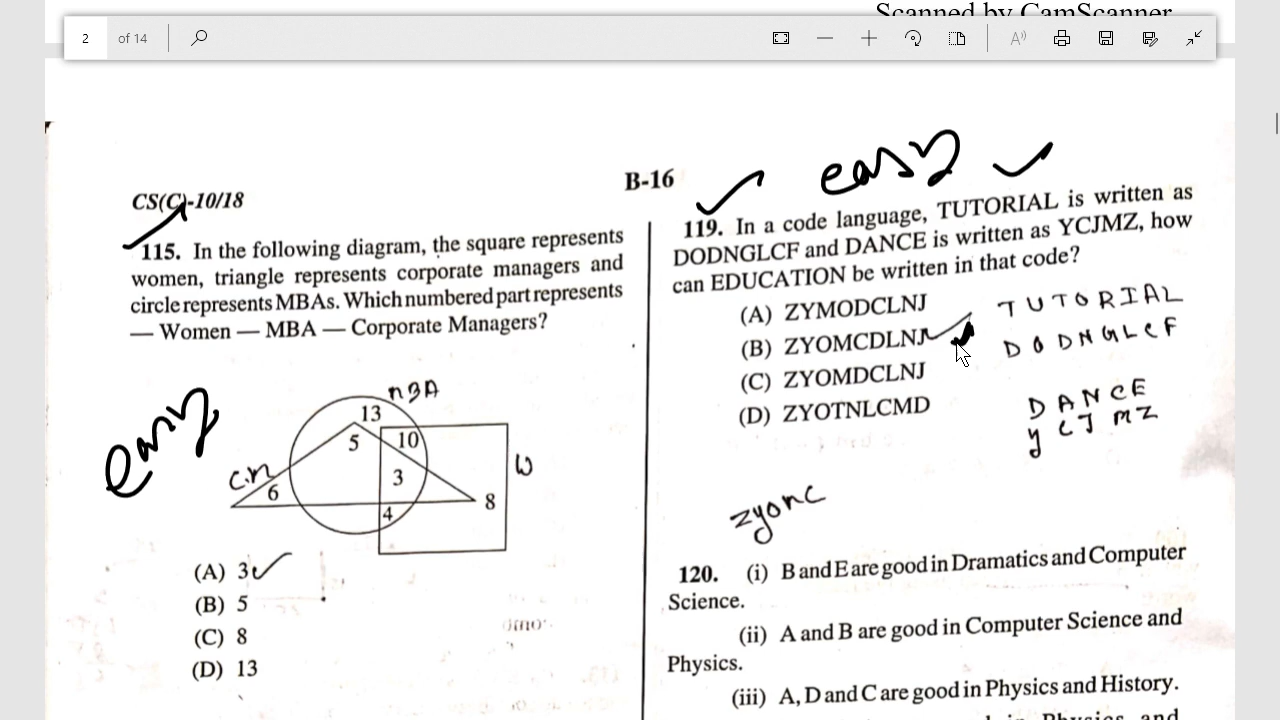 Scanned by CamScanner
2 of 14
B-16
easy
CS(C)-10/18
115. In the following diagram, the square represents
women, triangle represents corporate managers and
circle represents MBAs. Which numbered part represents
— Women — MBA — Corporate Managers?
easy
MBA
13
5
10
C.M
6
3
W
8
4
(A) 3
(B) 5
(C) 8
(D) 13
119. In a code language, TUTORIAL is written as
DODNGLCF and DANCE is written as YCJMZ, how
can EDUCATION be written in that code?
(A) ZYMODCLNJ
(B) ZYOMCDLNJ
(C) ZYOMDCLNJ
(D) ZYOTNLCMD
TUTORIAL
DODNGLCF
DANCE
YCJMZ
zyomc
120. (i) B and E are good in Dramatics and Computer
Science.
(ii) A and B are good in Computer Science and
Physics.
(iii) A, D and C are good in Physics and History.